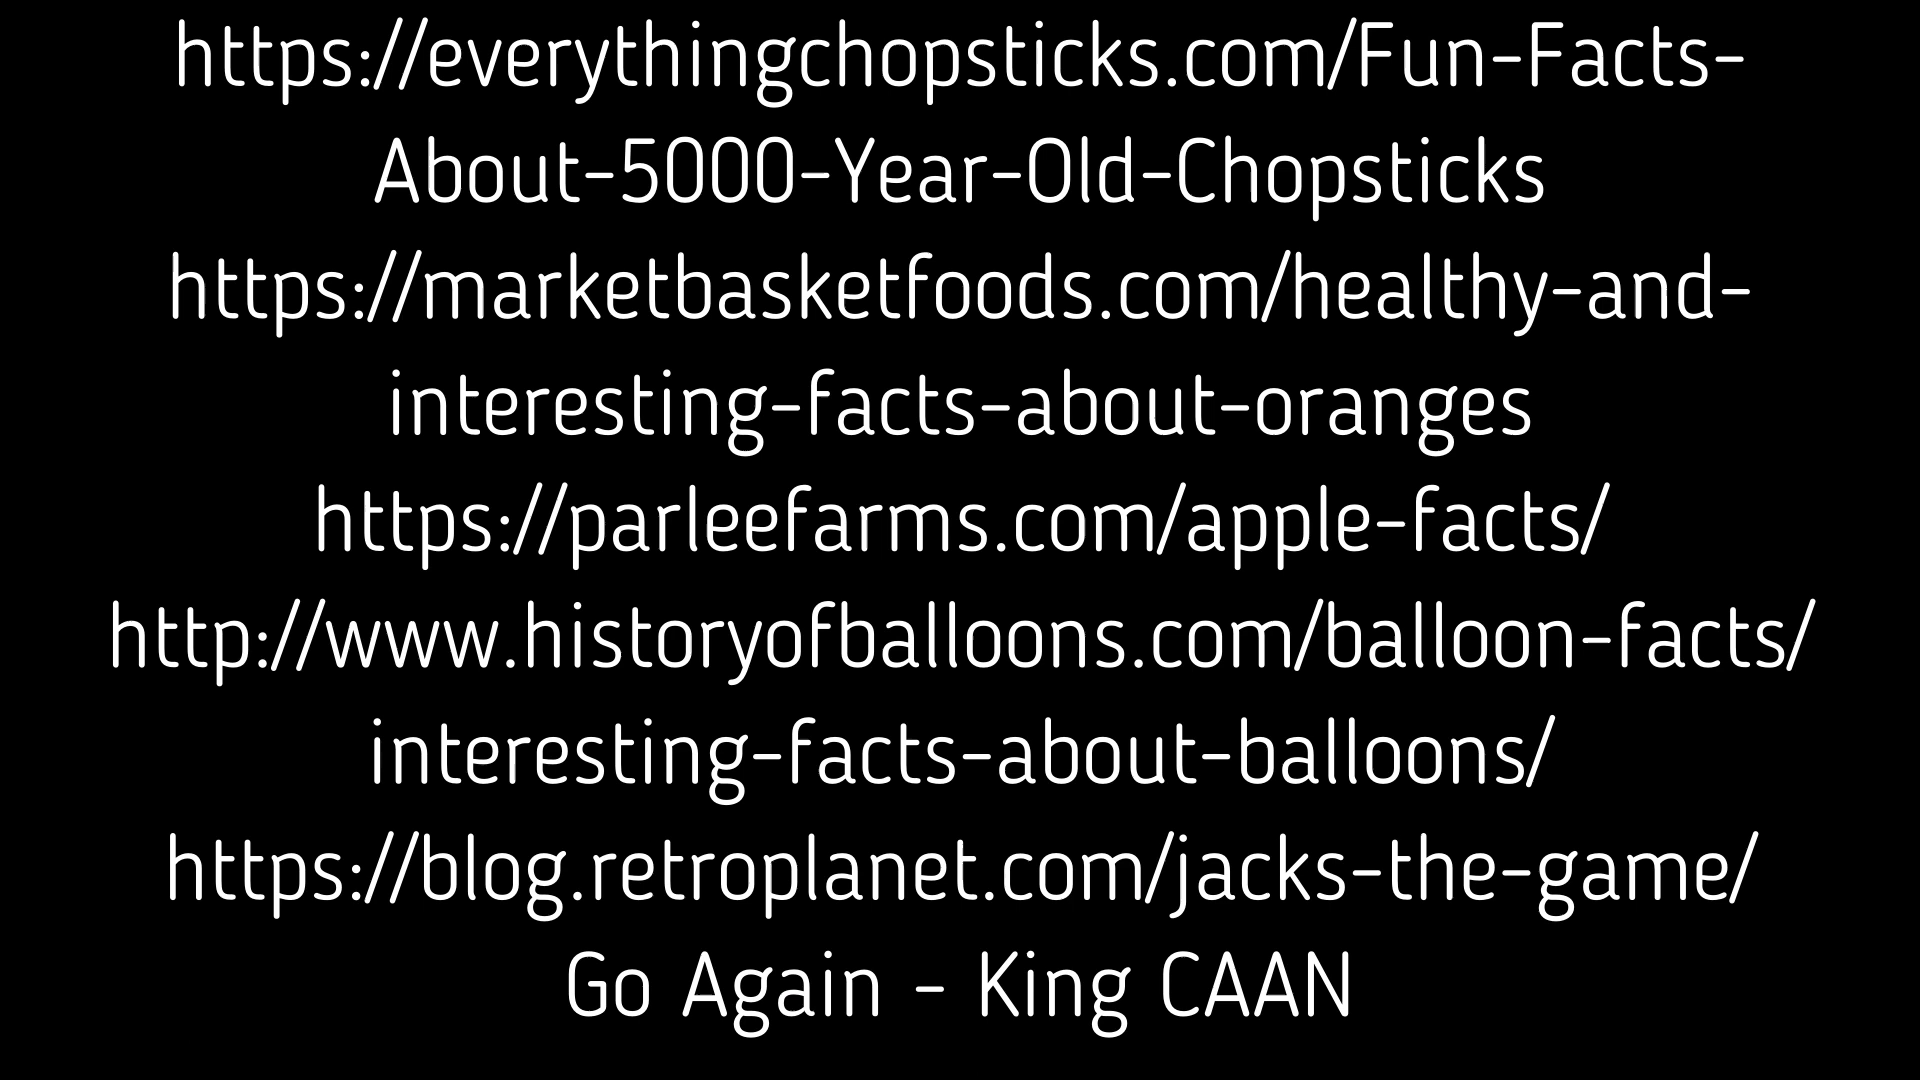 https://everythingchopsticks.com/Fun-Facts-
About-5000-Year-Old-Chopsticks
https://marketbasketfoods.com/healthy-and-
interesting-facts-about-oranges
https://parleefarms.com/apple-facts/
http://www.historyofballoons.com/balloon-facts/
interesting-facts-about-balloons/
https://blog.retroplanet.com/jacks-the-game/
Go Again - King CAAN